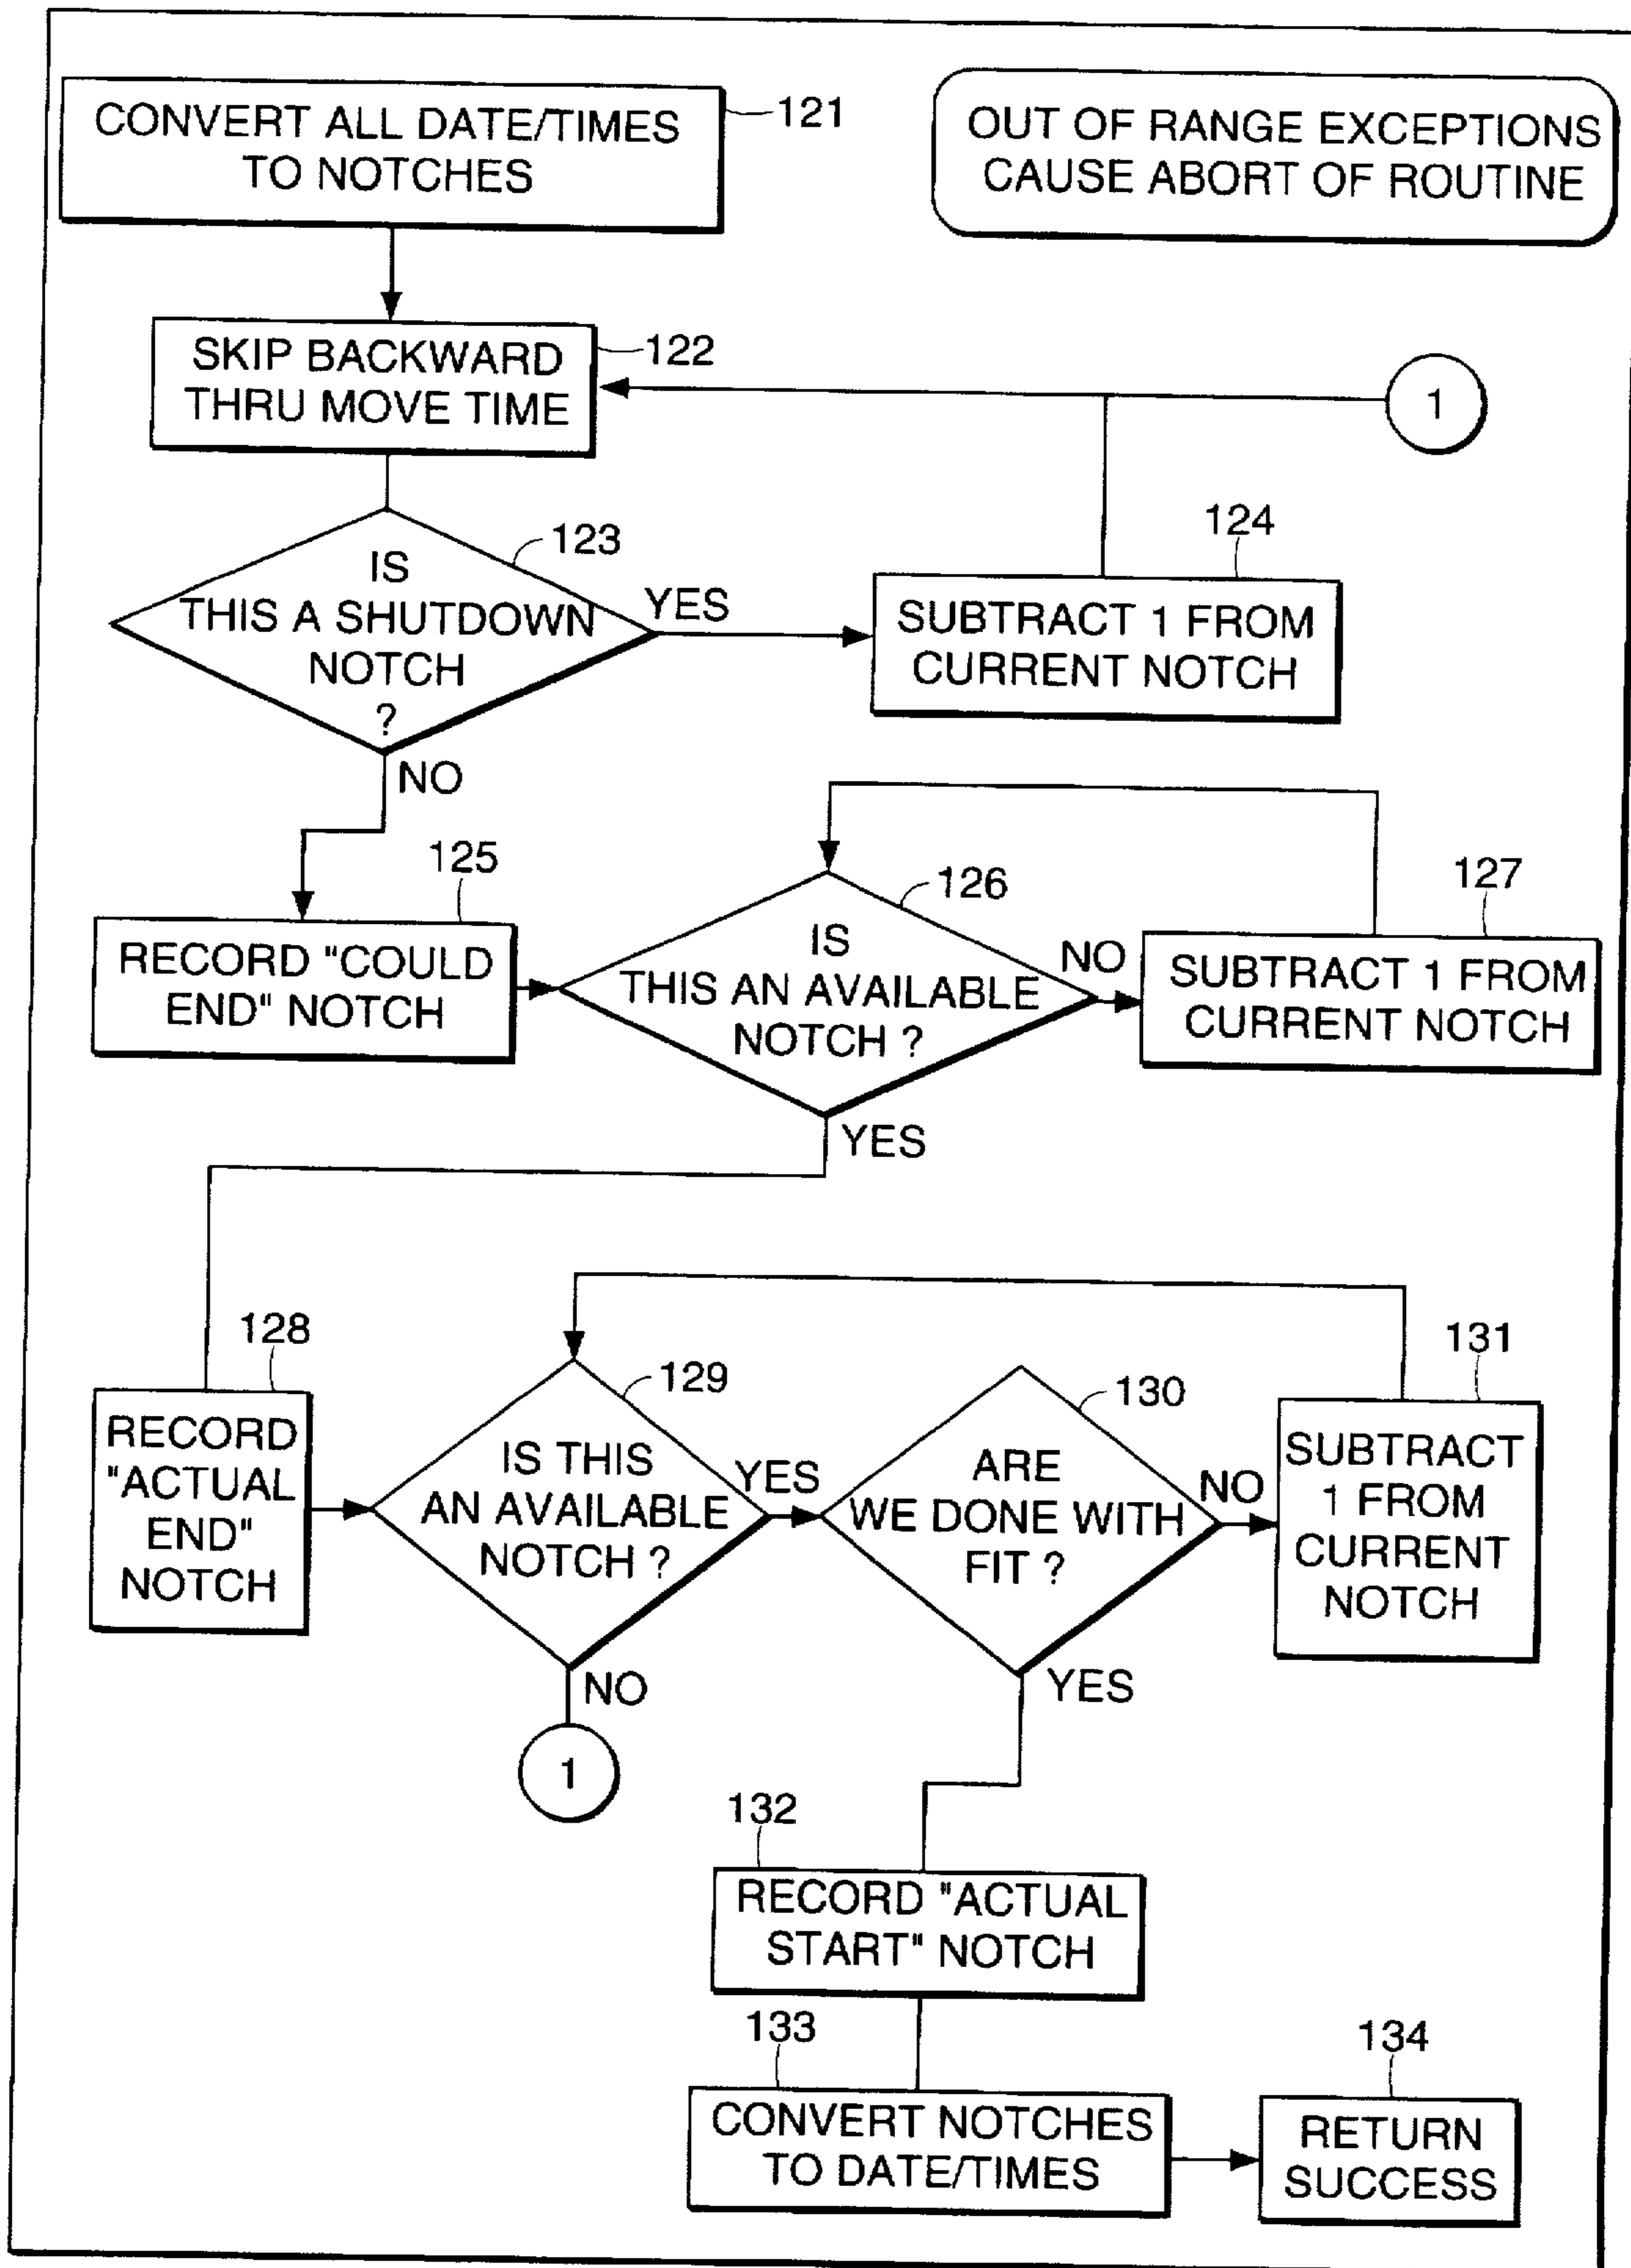 CONVERT ALL DATE/TIMES
TO NOTCHES
121
OUT OF RANGE EXCEPTIONS
CAUSE ABORT OF ROUTINE
SKIP BACKWARD
THRU MOVE TIME
122
1
IS
THIS A SHUTDOWN
NOTCH
?
123
YES
124
SUBTRACT 1 FROM
CURRENT NOTCH
NO
125
RECORD "COULD
END" NOTCH
126
IS
THIS AN AVAILABLE
NOTCH ?
NO
127
SUBTRACT 1 FROM
CURRENT NOTCH
YES
128
RECORD
"ACTUAL
END"
NOTCH
129
IS THIS
AN AVAILABLE
NOTCH ?
YES
130
ARE
WE DONE WITH
FIT ?
NO
131
SUBTRACT
1 FROM
CURRENT
NOTCH
NO
1
YES
132
RECORD "ACTUAL
START" NOTCH
133
CONVERT NOTCHES
TO DATE/TIMES
134
RETURN
SUCCESS